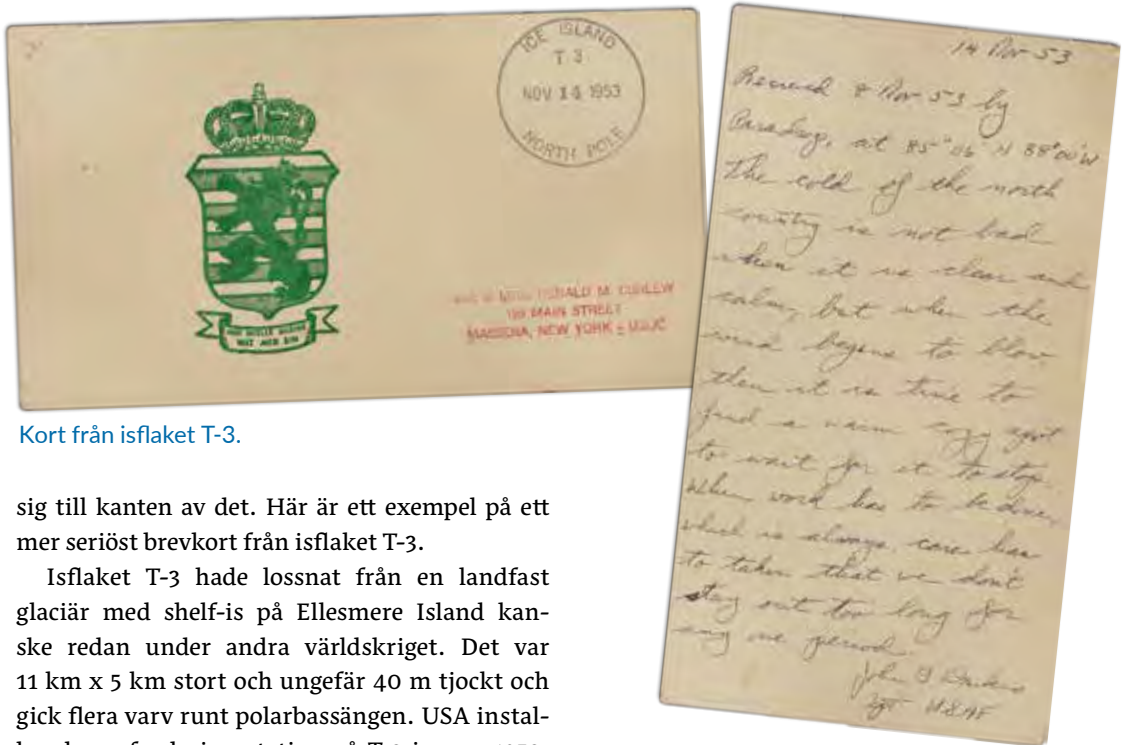 ICE ISLAND
T 3
NOV 14 1953
NORTH POLE
MAIN STREET
MASSENA, NEW YORK - U.S.A.
14 Nov 53
Received 8 Nov 53 by
Paradrop, at 85° 06' N 88°00'W
The cold of the north
country is not bad
when it is clear and
calm, but when the
wind begins to blow
then it is time to
find a warm cozy spot
to wait for it to stop.
When work has to be done,
which is always, care has
to taken that we don't
stay out too long for
any one period.
John
Sgt USAF
Kort från isflaket T-3.
sig till kanten av det. Här är ett exempel på ett
mer seriöst brevkort från isflaket T-3.
Isflaket T-3 hade lossnat från en landfast
glaciär med shelf-is på Ellesmere Island kan-
ske redan under andra världskriget. Det var
11 km x 5 km stort och ungefär 40 m tjockt och
gick flera varv runt polarbassängen. USA instal-